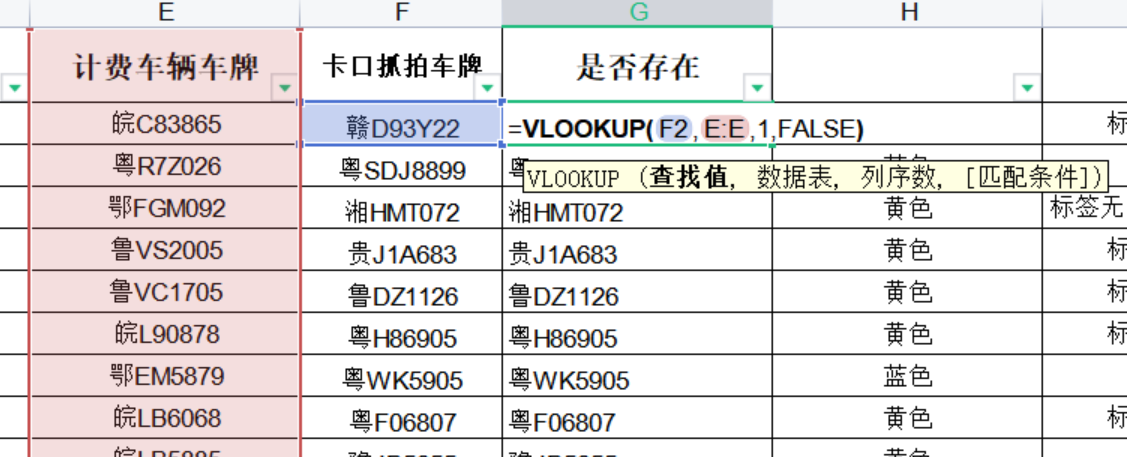 E F G H
计费车辆车牌 卡口抓拍车牌 是否存在
皖C83865 赣D93Y22 =VLOOKUP(F2,E:E,1,FALSE) 标
粤R7Z026 粤SDJ8899
VLOOKUP (查找值, 数据表, 列序数, [匹配条件])
鄂FGM092 湘HMT072 湘HMT072 黄色 标签无
鲁VS2005 贵J1A683 贵J1A683 黄色 标
鲁VC1705 鲁DZ1126 鲁DZ1126 黄色 标
皖L90878 粤H86905 粤H86905 黄色 标
鄂EM5879 粤WK5905 粤WK5905 蓝色
皖LB6068 粤F06807 粤F06807 黄色 标